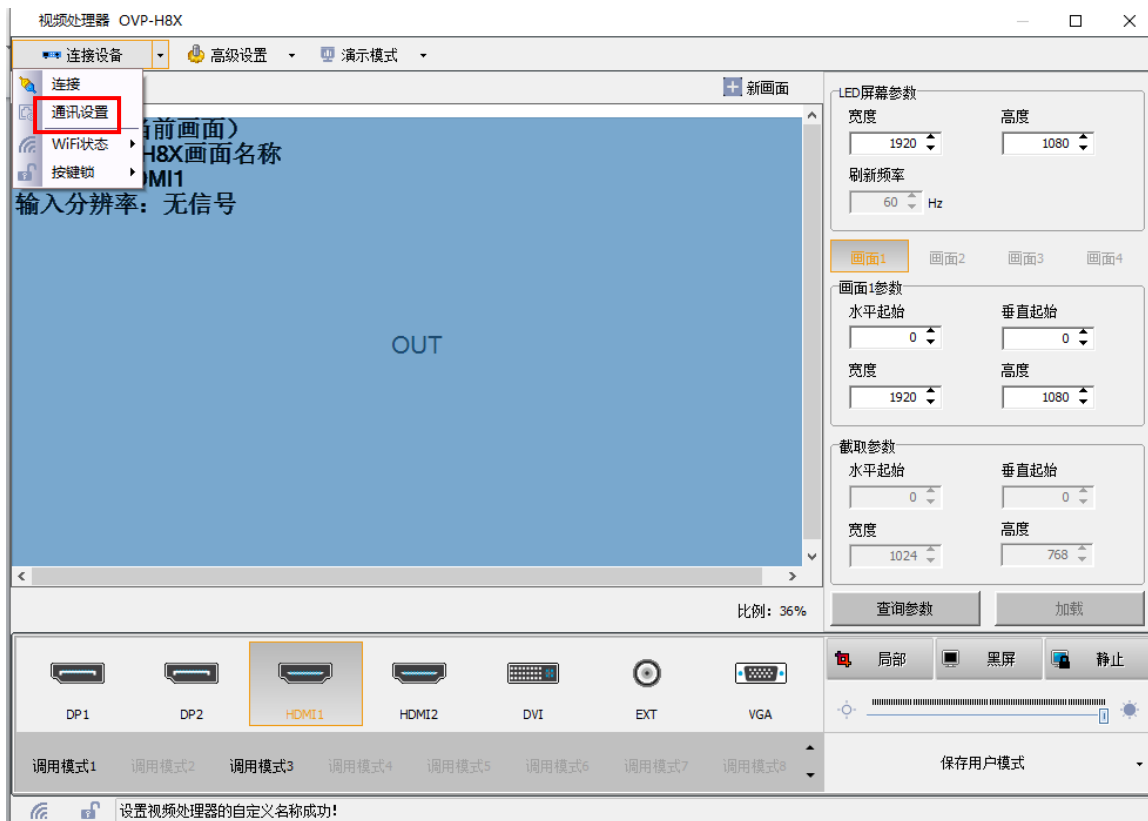 视频处理器 OVP-H8X
连接设备 高级设置 演示模式
连接
通讯设置
WiFi状态
按键锁
新画面
当前画面）
H8X画面名称
DMI1
输入分辨率：无信号
OUT
比例：36%
LED屏幕参数
宽度 高度
1920 1080
刷新频率
60 Hz
画面1 画面2 画面3 画面4
画面1参数
水平起始 垂直起始
0 0
宽度 高度
1920 1080
截取参数
水平起始 垂直起始
0 0
宽度 高度
1024 768
查询参数 加载
DP1 DP2 HDMI1 HDMI2 DVI EXT VGA
局部 黑屏 静止
调用模式1 调用模式2 调用模式3 调用模式4 调用模式5 调用模式6 调用模式7 调用模式8
保存用户模式
设置视频处理器的自定义名称成功!